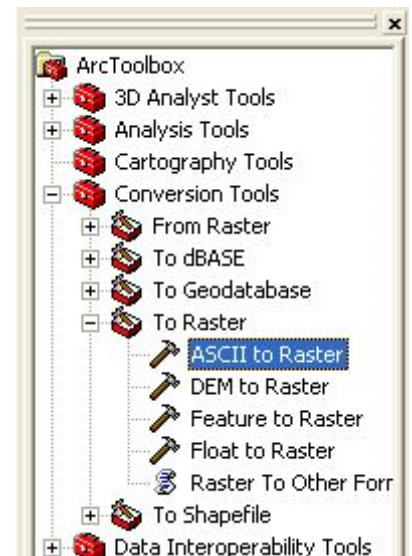 ArcToolbox
3D Analyst Tools
Analysis Tools
Cartography Tools
Conversion Tools
From Raster
To dBASE
To Geodatabase
To Raster
ASCII to Raster
DEM to Raster
Feature to Raster
Float to Raster
Raster To Other Forr
To Shapefile
Data Interoperability Tools